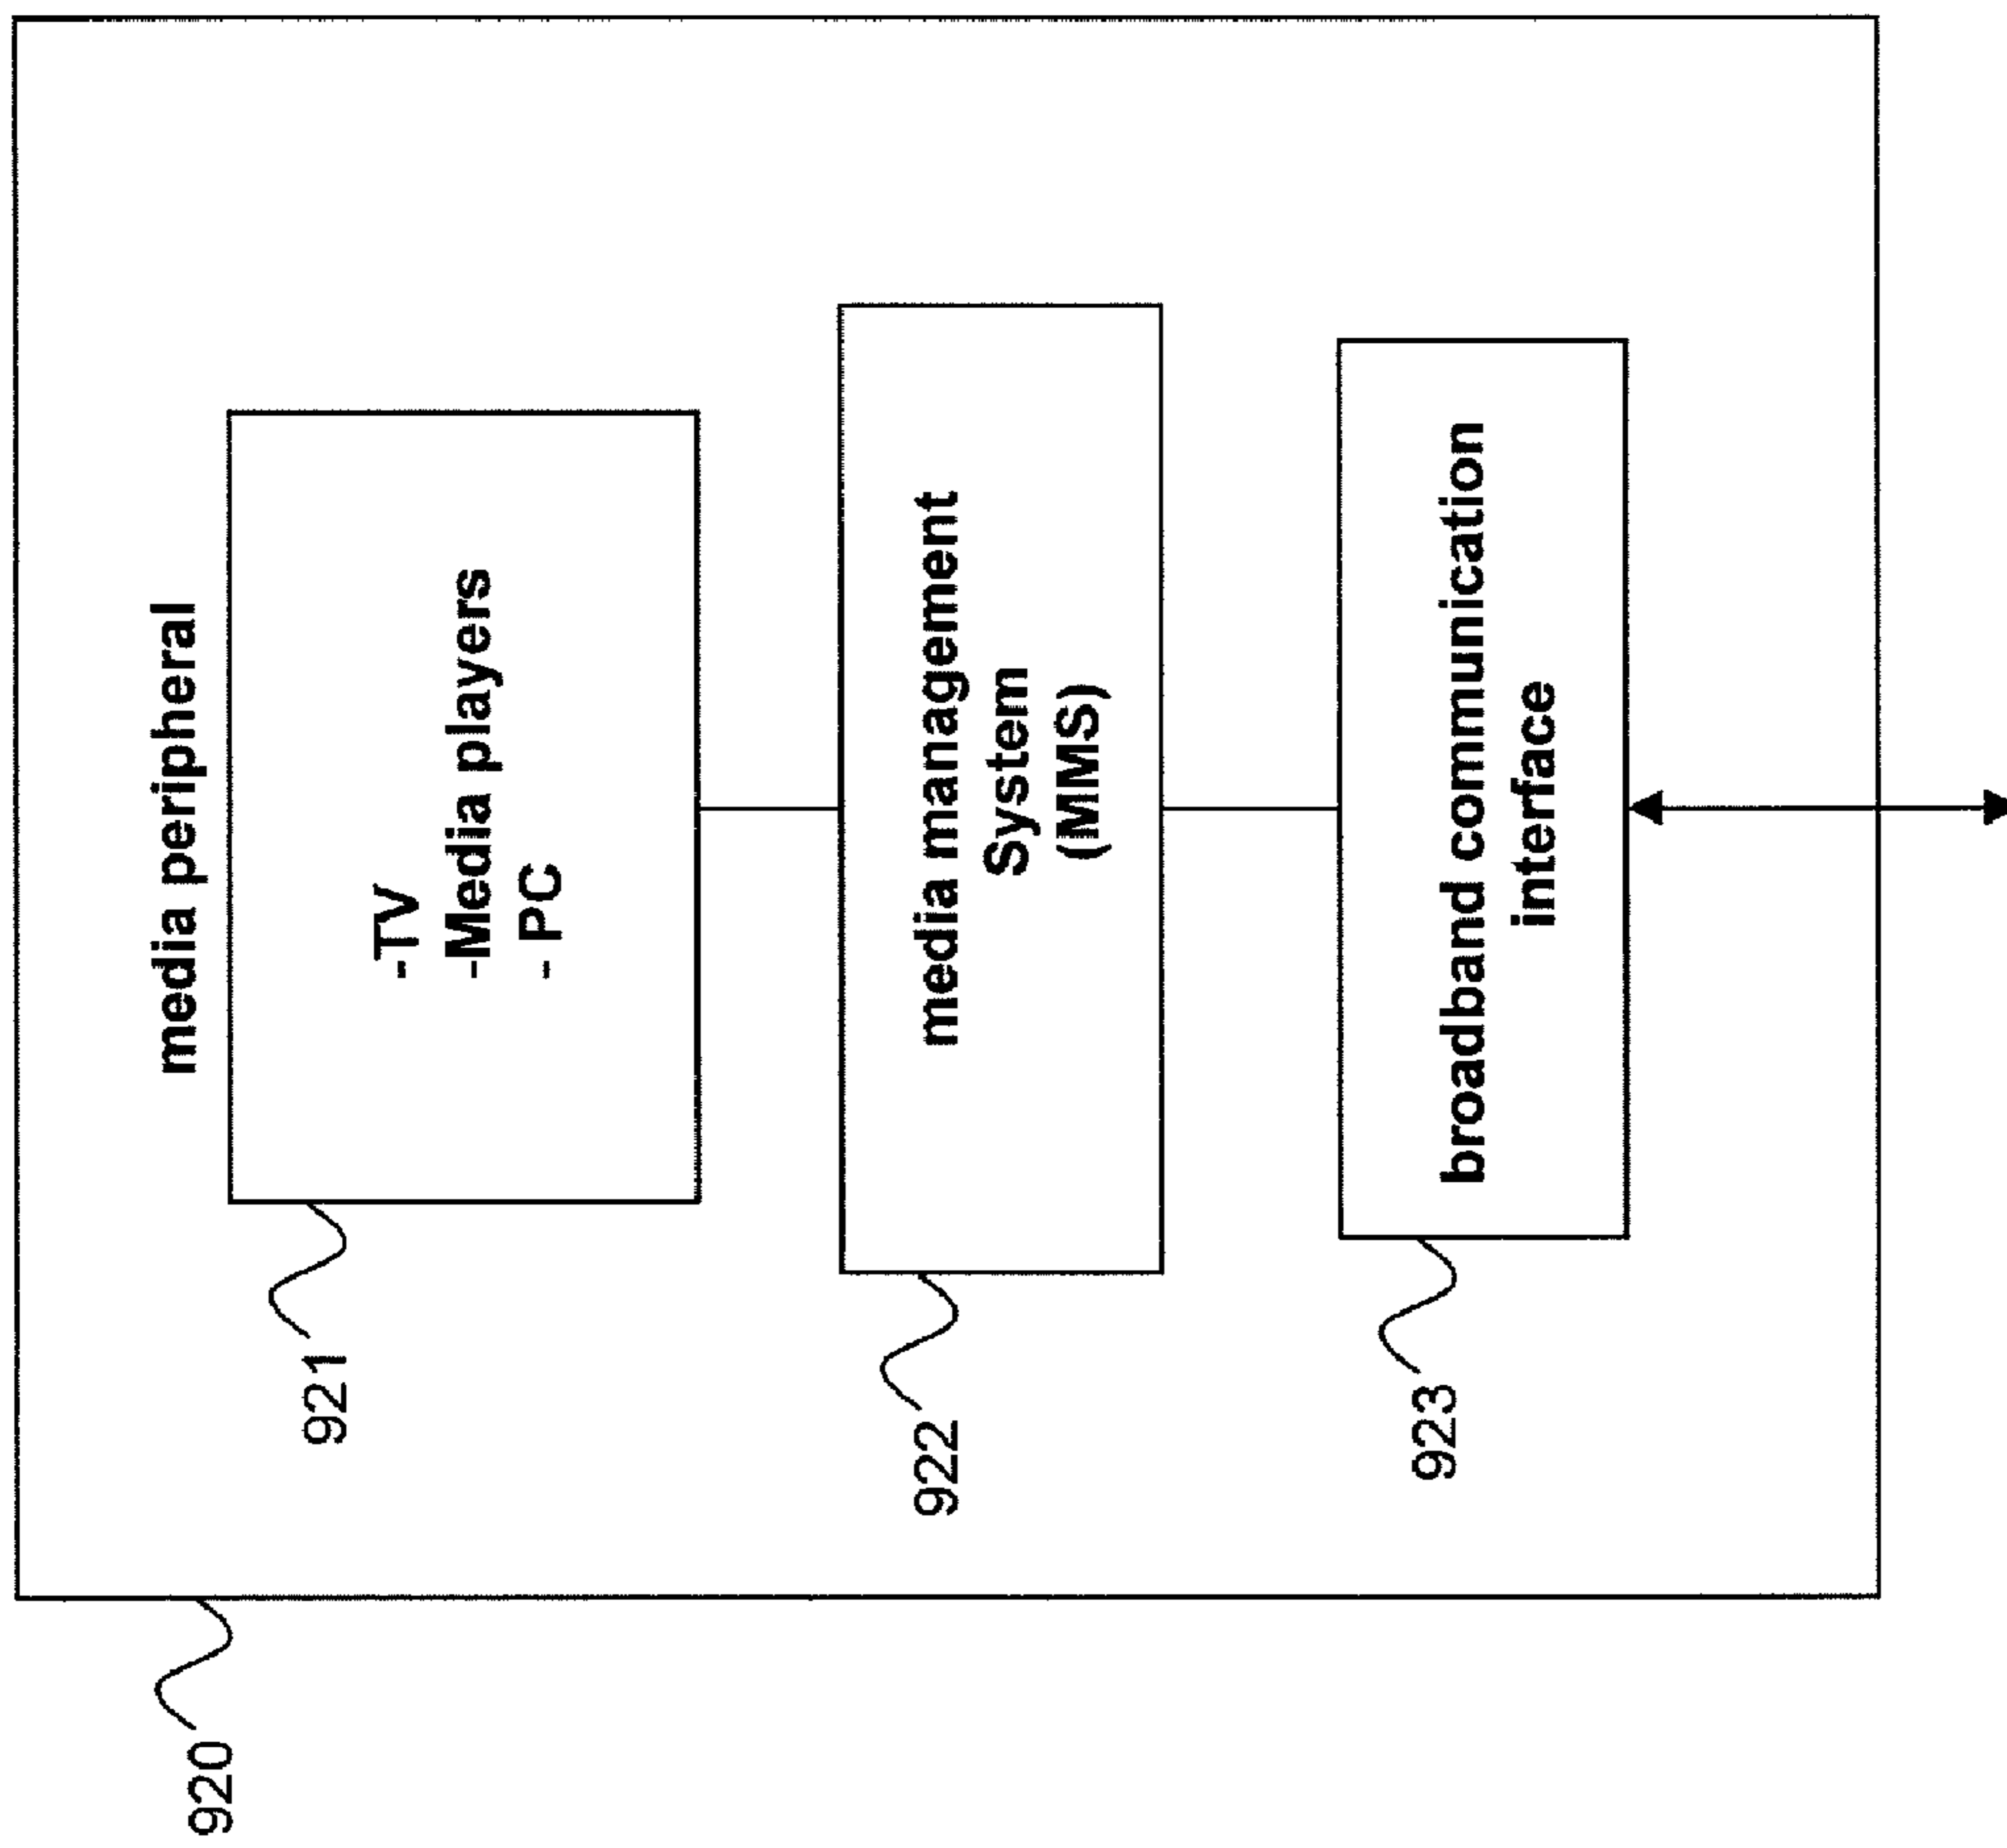 media peripheral
-TV
-Media players
- PC
media management
System
(MMS)
broadband communication
interface
920
921
922
923